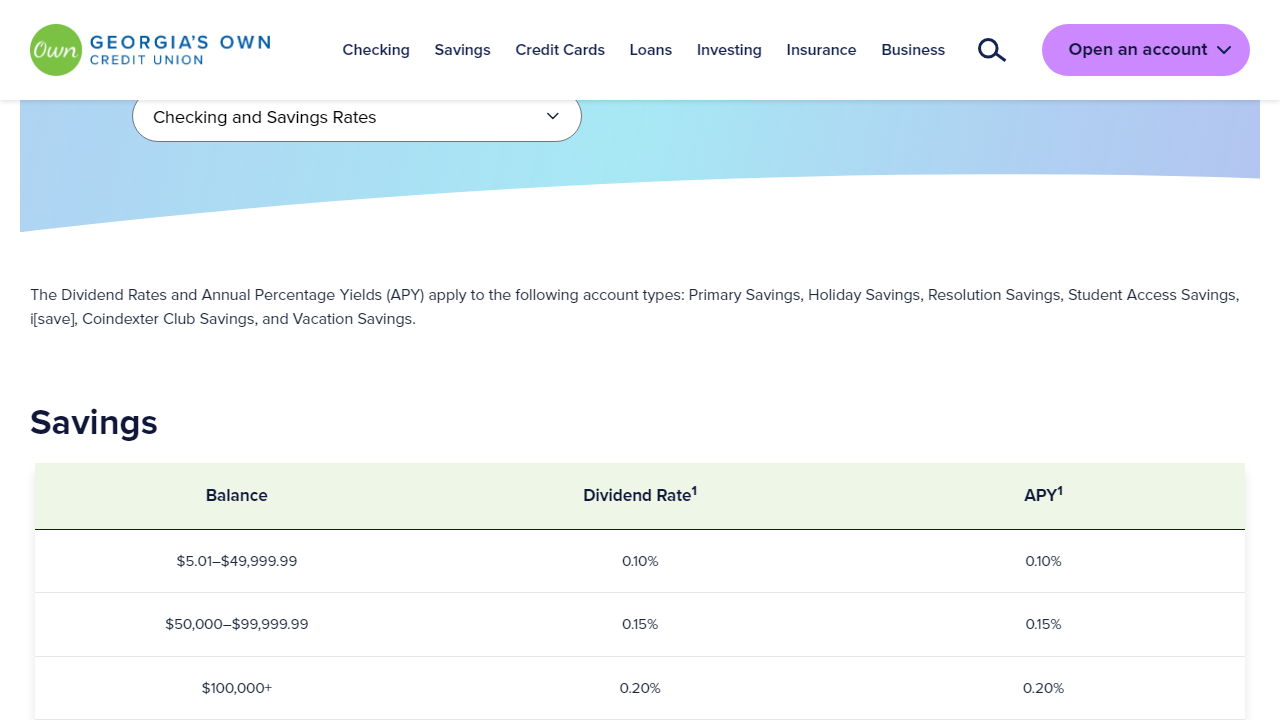 Own GEORGIA'S OWN
CREDIT UNION
Checking Savings Credit Cards Loans Investing Insurance Business Open an account
Checking and Savings Rates
The Dividend Rates and Annual Percentage Yields (APY) apply to the following account types: Primary Savings, Holiday Savings, Resolution Savings, Student Access Savings,
i[save], Coindexter Club Savings, and Vacation Savings.
Savings
Balance Dividend Rate¹ APY¹
$5.01–$49,999.99 0.10% 0.10%
$50,000–$99,999.99 0.15% 0.15%
$100,000+ 0.20% 0.20%